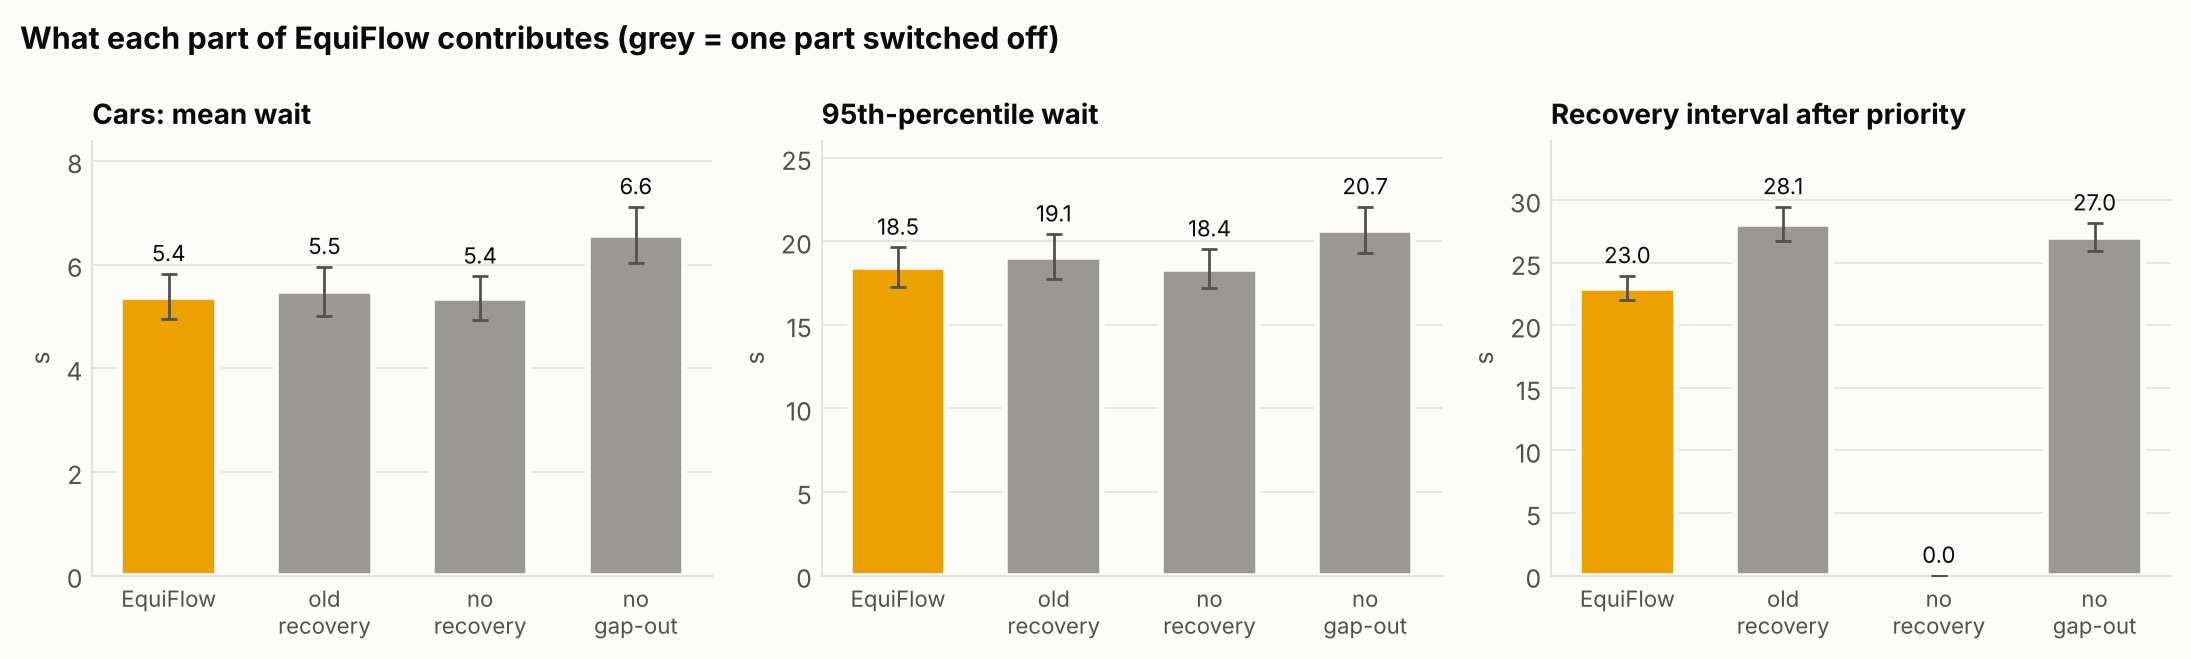 What each part of EquiFlow contributes (grey = one part switched off)
Cars: mean wait
8
6
4
2
0
s
5.4
5.5
5.4
6.6
EquiFlow
old
recovery
no
recovery
no
gap-out
95th-percentile wait
25
20
15
10
5
0
s
18.5
19.1
18.4
20.7
EquiFlow
old
recovery
no
recovery
no
gap-out
Recovery interval after priority
30
25
20
15
10
5
0
s
23.0
28.1
0.0
27.0
EquiFlow
old
recovery
no
recovery
no
gap-out